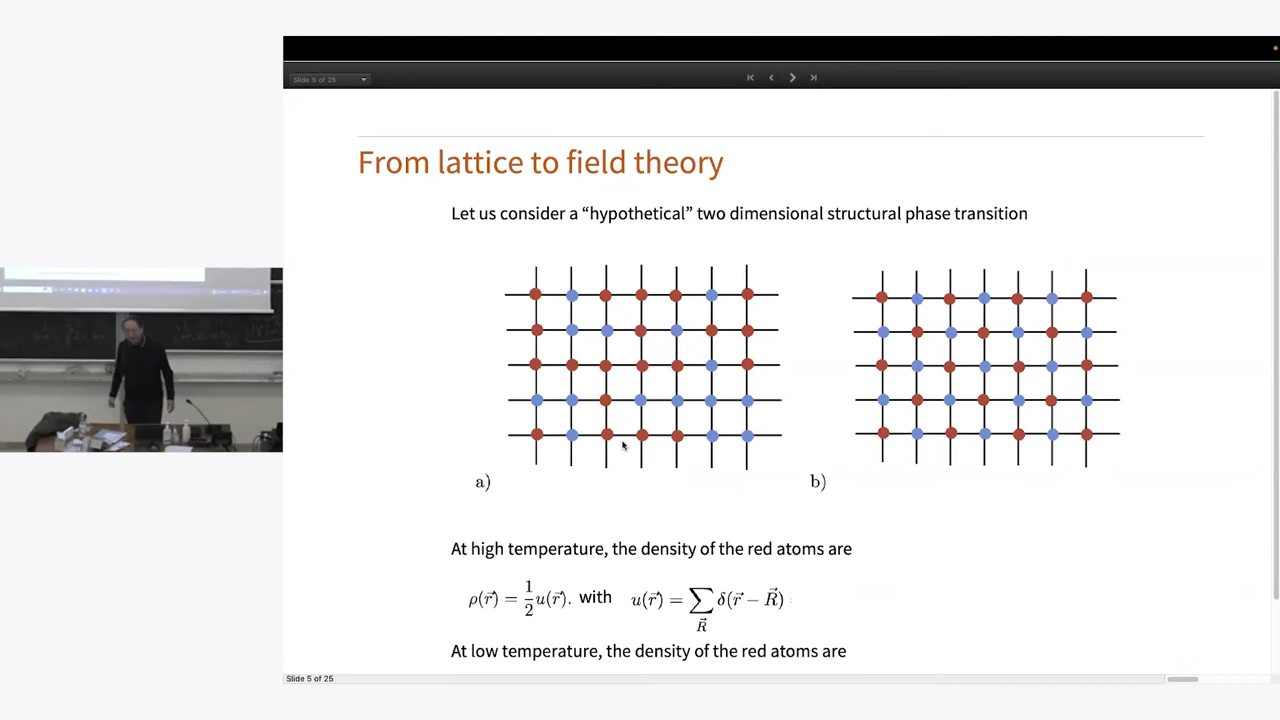 Slide 5 of 25
From lattice to field theory
Let us consider a “hypothetical” two dimensional structural phase transition
a)
b)
At high temperature, the density of the red atoms are
ρ(r⃗) = 1/2 u(r⃗). with u(r⃗) = ∑_R⃗ δ(r⃗ − R⃗)
At low temperature, the density of the red atoms are
Slide 5 of 25